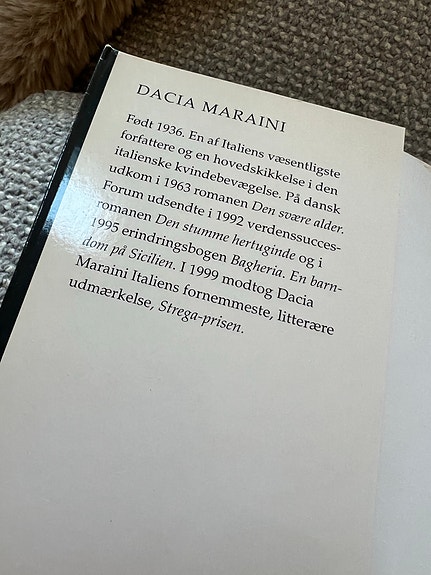 DACIA MARAINI
Født 1936. En af Italiens væsentligste
forfattere og en hovedskikkelse i den
italienske kvindebevægelse. På dansk
udkom i 1963 romanen Den svære alder.
Forum udsendte i 1992 verdenssucces-
romanen Den stumme hertuginde og i
1995 erindringsbogen Bagheria. En barn-
dom på Sicilien. I 1999 modtog Dacia
Maraini Italiens fornemmeste, litterære
udmærkelse, Strega-prisen.